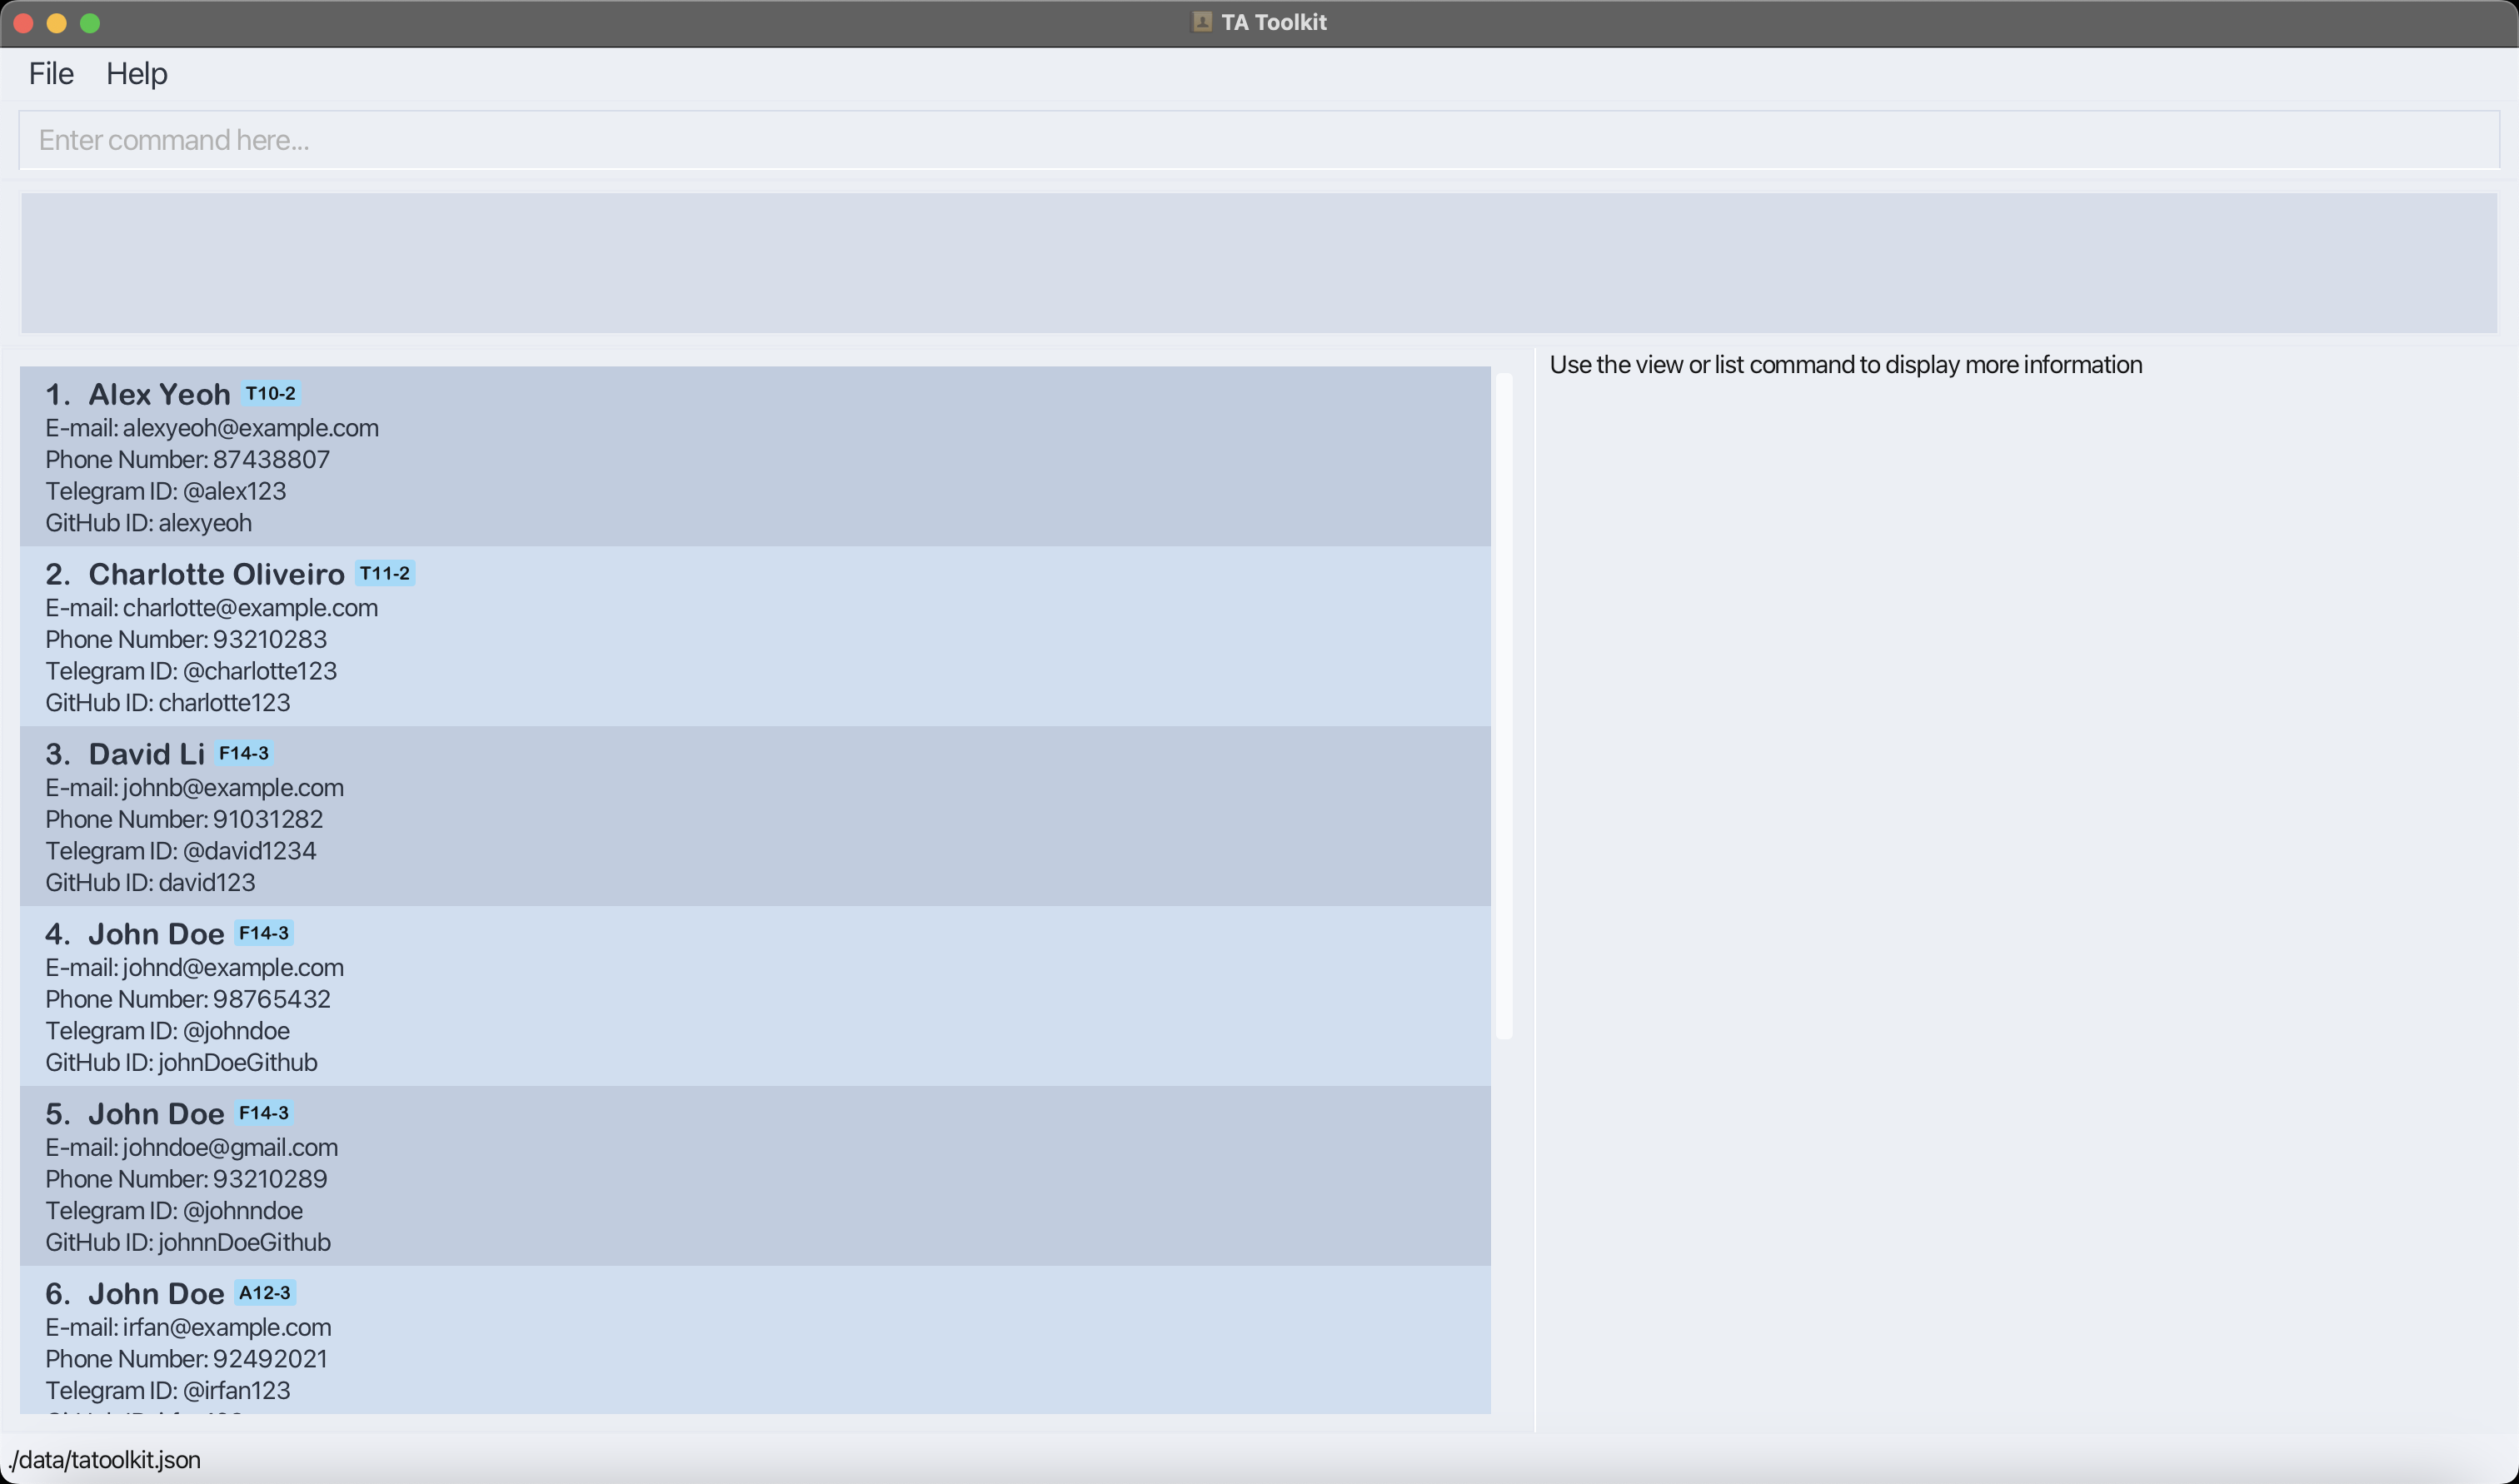 TA Toolkit
File Help
Enter command here...
1. Alex Yeoh T10-2
E-mail: alexyeoh@example.com
Phone Number: 87438807
Telegram ID: @alex123
GitHub ID: alexyeoh
2. Charlotte Oliveiro T11-2
E-mail: charlotte@example.com
Phone Number: 93210283
Telegram ID: @charlotte123
GitHub ID: charlotte123
3. David Li F14-3
E-mail: johnb@example.com
Phone Number: 91031282
Telegram ID: @david1234
GitHub ID: david123
4. John Doe F14-3
E-mail: johnd@example.com
Phone Number: 98765432
Telegram ID: @johndoe
GitHub ID: johnDoeGithub
5. John Doe F14-3
E-mail: johndoe@gmail.com
Phone Number: 93210289
Telegram ID: @johnndoe
GitHub ID: johnnDoeGithub
6. John Doe A12-3
E-mail: irfan@example.com
Phone Number: 92492021
Telegram ID: @irfan123
Use the view or list command to display more information
./data/tatoolkit.json